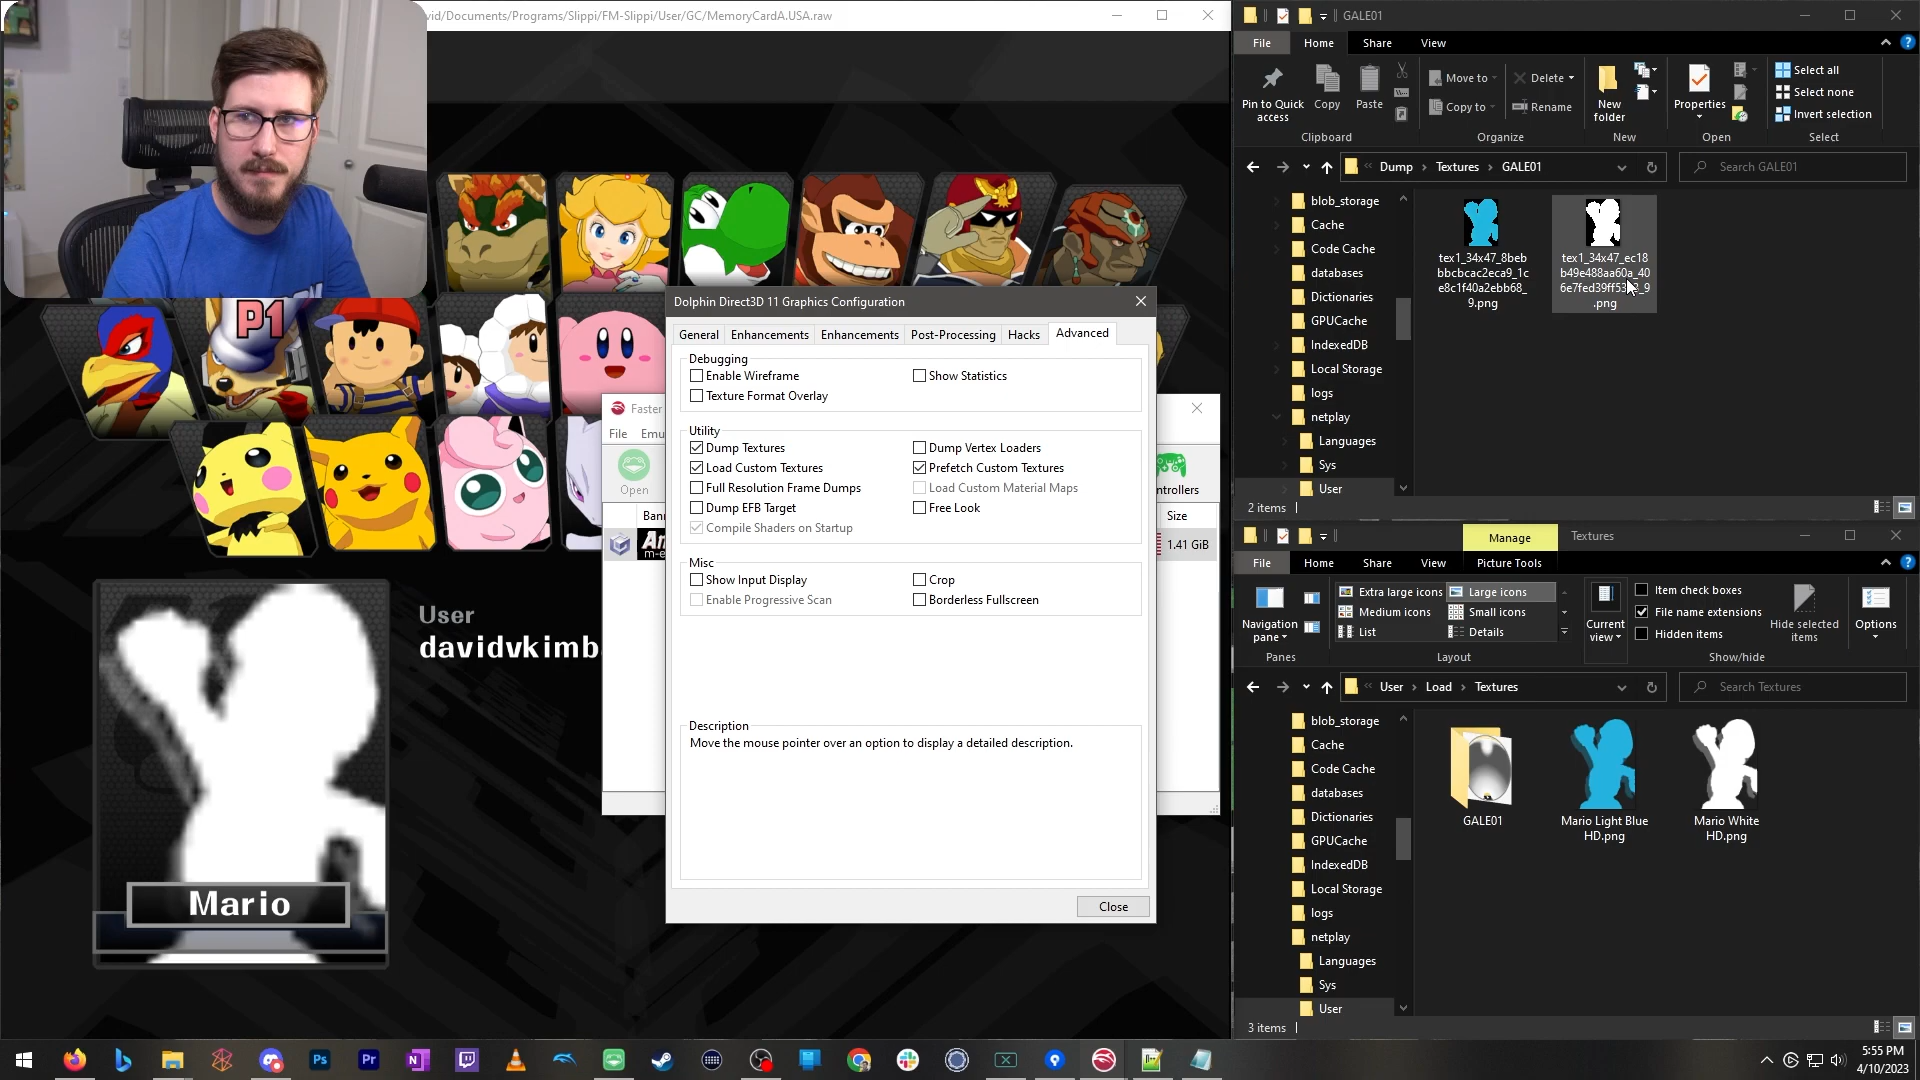 vid/Documents/Programs/Slippi/FM-Slippi/User/GC/MemoryCardA.USA.raw
P1
User
davidvkimb
Mario
Faster
File Emu
Open
ntrollers
Bann
Size
1.41 GiB
Dolphin Direct3D 11 Graphics Configuration
General Enhancements Enhancements Post-Processing Hacks Advanced
Debugging
Enable Wireframe
Show Statistics
Texture Format Overlay
Utility
Dump Textures
Dump Vertex Loaders
Load Custom Textures
Prefetch Custom Textures
Full Resolution Frame Dumps
Load Custom Material Maps
Dump EFB Target
Free Look
Compile Shaders on Startup
Misc
Show Input Display
Crop
Enable Progressive Scan
Borderless Fullscreen
Description
Move the mouse pointer over an option to display a detailed description.
Close
GALE01
File Home Share View
Pin to Quick
access
Copy
Paste
Move to
Copy to
Delete
Rename
New
folder
Properties
Select all
Select none
Invert selection
Clipboard Organize New Open Select
Dump Textures GALE01
Search GALE01
blob_storage
Cache
Code Cache
databases
Dictionaries
GPUCache
IndexedDB
Local Storage
logs
netplay
Languages
Sys
User
tex1_34x47_8beb
bbcbcac2eca9_1c
e8c1f40a2ebb68_
9.png
tex1_34x47_ec18
b49e488aa60a_40
.png
2 items
Manage
Textures
File Home Share View Picture Tools
Navigation
pane
Extra large icons Large icons
Medium icons Small icons
List Details
Current
view
Item check boxes
File name extensions
Hidden items
Hide selected
items
Options
Panes Layout Show/hide
User Load Textures
Search Textures
blob_storage
Cache
Code Cache
databases
Dictionaries
GPUCache
IndexedDB
Local Storage
logs
netplay
Languages
Sys
User
GALE01
Mario Light Blue
HD.png
Mario White
HD.png
3 items
5:55 PM
4/10/2023